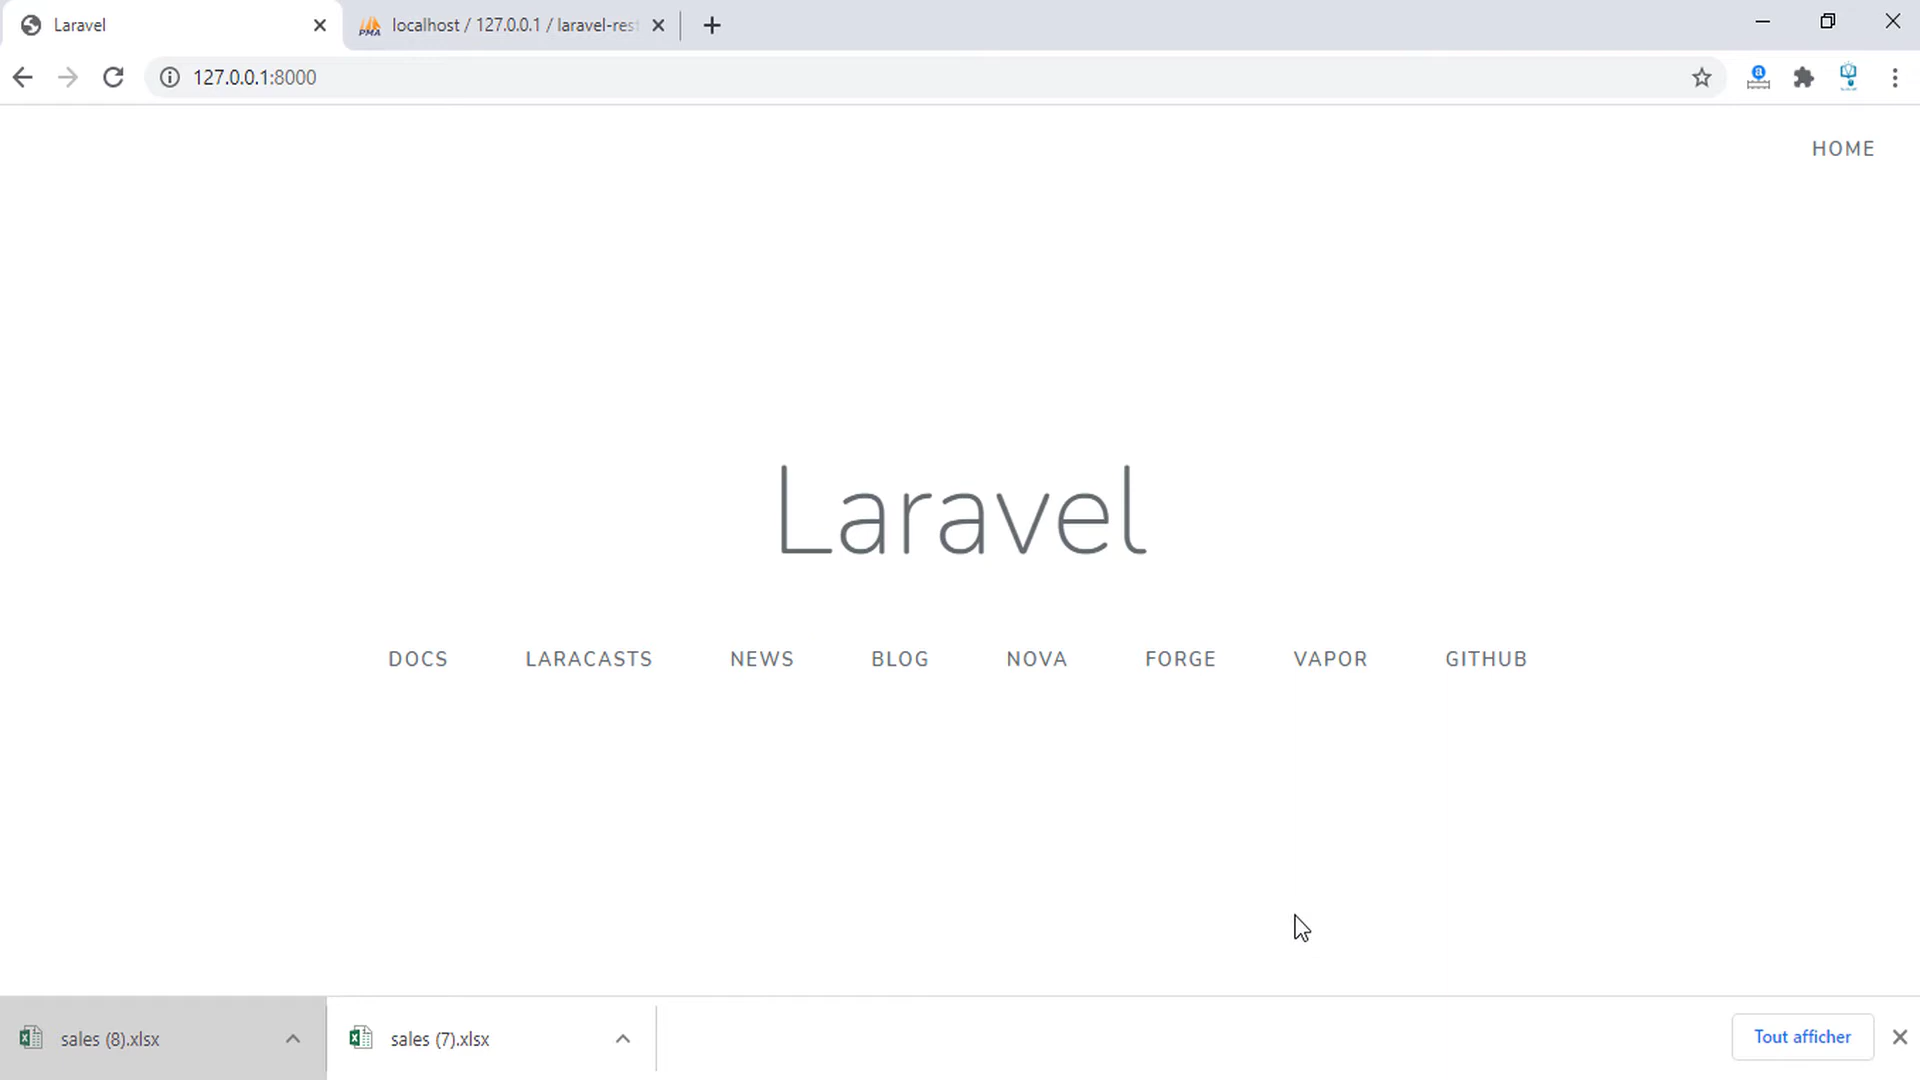 Laravel
localhost / 127.0.0.1 / laravel-rest
127.0.0.1:8000
HOME
Laravel
DOCS LARACASTS NEWS BLOG NOVA FORGE VAPOR GITHUB
sales (8).xlsx
sales (7).xlsx
Tout afficher